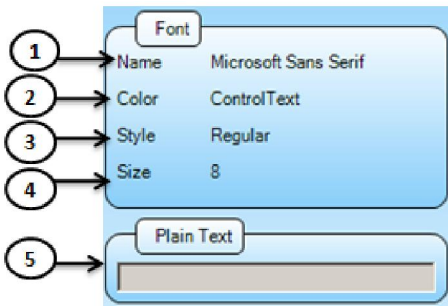 Font
1 Name Microsoft Sans Serif
2 Color ControlText
3 Style Regular
4 Size 8
Plain Text
5